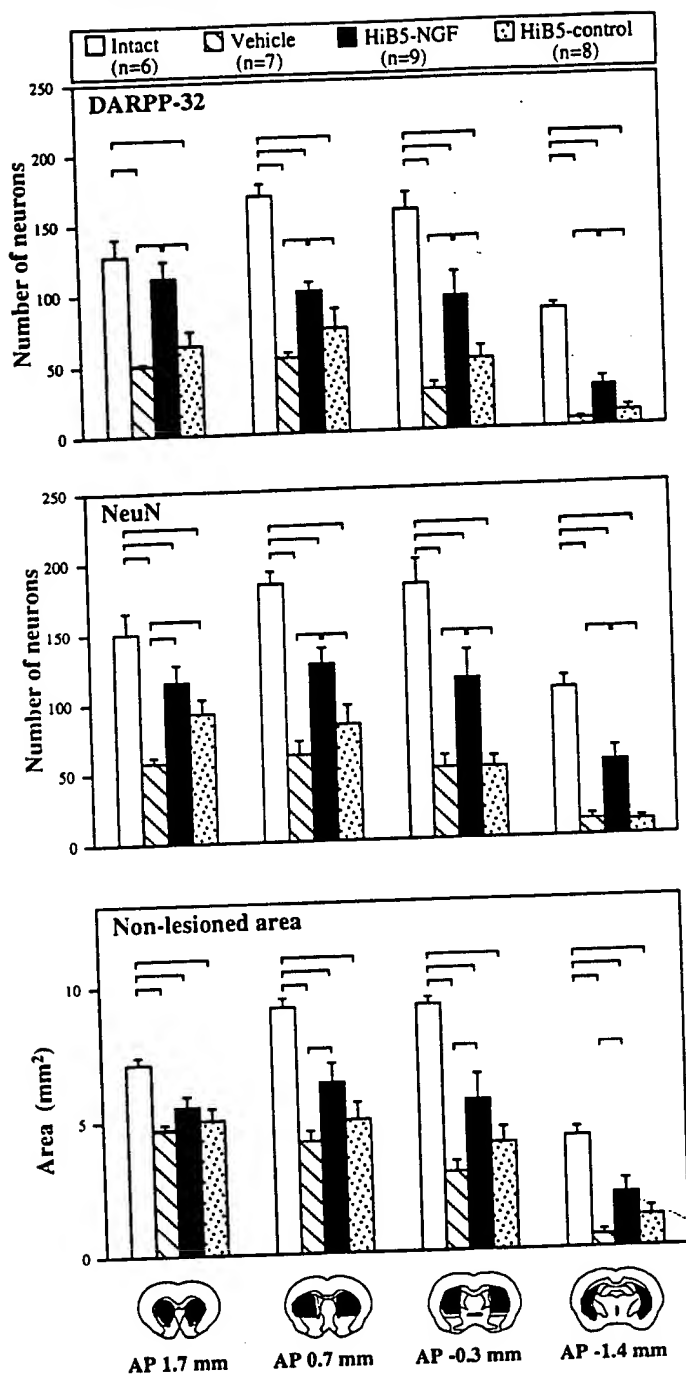 Intact Vehicle HiB5-NGF HiB5-control
(n=6) (n=7) (n=9) (n=8)
250
DARPP-32
200
150
100
50
0
Number of neurons
250
NeuN
200
150
100
50
0
Number of neurons
Non-lesioned area
10
5
0
Area (mm²)
AP 1.7 mm AP 0.7 mm AP -0.3 mm AP -1.4 mm